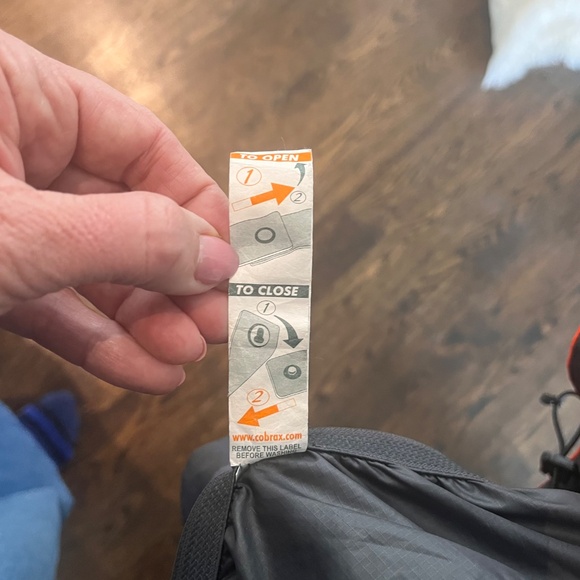 TO OPEN
1
2
TO CLOSE
1
2
www.cobrax.com
REMOVE THIS LABEL
BEFORE WASHING